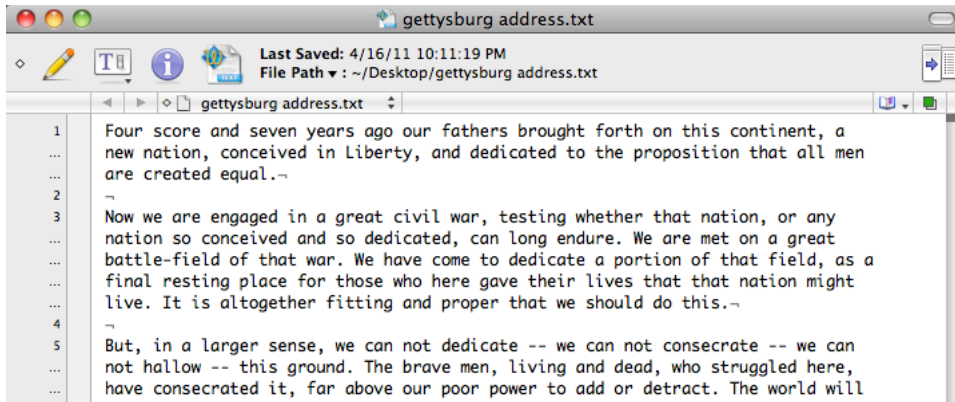 gettysburg address.txt
Last Saved: 4/16/11 10:11:19 PM
File Path ▾ : ~/Desktop/gettysburg address.txt
gettysburg address.txt
1 Four score and seven years ago our fathers brought forth on this continent, a
... new nation, conceived in Liberty, and dedicated to the proposition that all men
... are created equal.¬
2 ¬
3 Now we are engaged in a great civil war, testing whether that nation, or any
... nation so conceived and so dedicated, can long endure. We are met on a great
... battle-field of that war. We have come to dedicate a portion of that field, as a
... final resting place for those who here gave their lives that that nation might
... live. It is altogether fitting and proper that we should do this.¬
4 ¬
5 But, in a larger sense, we can not dedicate -- we can not consecrate -- we can
... not hallow -- this ground. The brave men, living and dead, who struggled here,
... have consecrated it, far above our poor power to add or detract. The world will